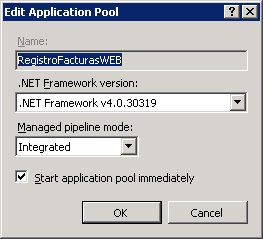 Edit Application Pool
Name:
RegistroFacturasWEB
.NET Framework version:
.NET Framework v4.0.30319
Managed pipeline mode:
Integrated
Start application pool immediately
OK
Cancel